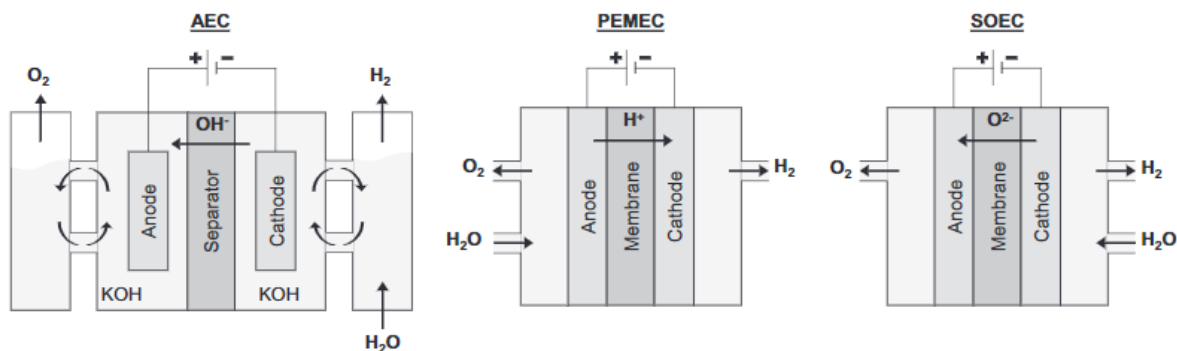 AEC
+ −
O₂
H₂
OH⁻
Anode
Separator
Cathode
KOH
KOH
H₂O
PEMEC
+ −
H⁺
O₂
H₂
H₂O
Anode
Membrane
Cathode
SOEC
+ −
O²⁻
O₂
H₂
H₂O
Anode
Membrane
Cathode